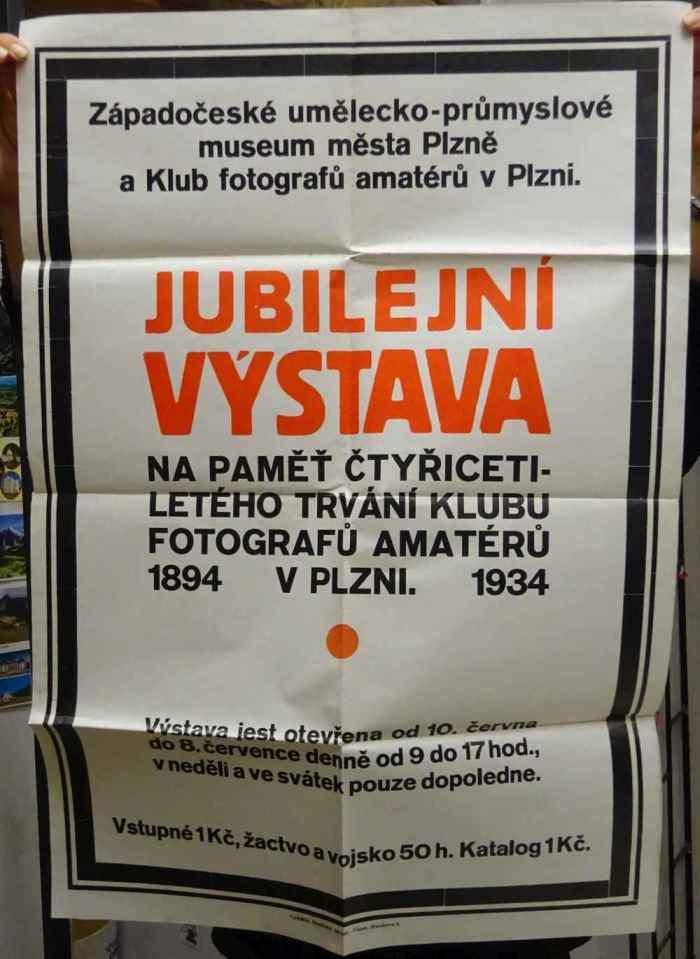 Západočeské umělecko-průmyslové
museum města Plzně
a Klub fotografů amatérů v Plzni.
JUBILEJNÍ
VÝSTAVA
NA PAMĚŤ ČTYŘICETI-
LETÉHO TRVÁNÍ KLUBU
FOTOGRAFŮ AMATÉRŮ
1894 V PLZNI. 1934
Výstava jest otevřena od 10. června
do 8. července denně od 9 do 17 hod.,
v neděli a ve svátek pouze dopoledne.
Vstupné 1 Kč, žactvo a vojsko 50 h. Katalog 1 Kč.